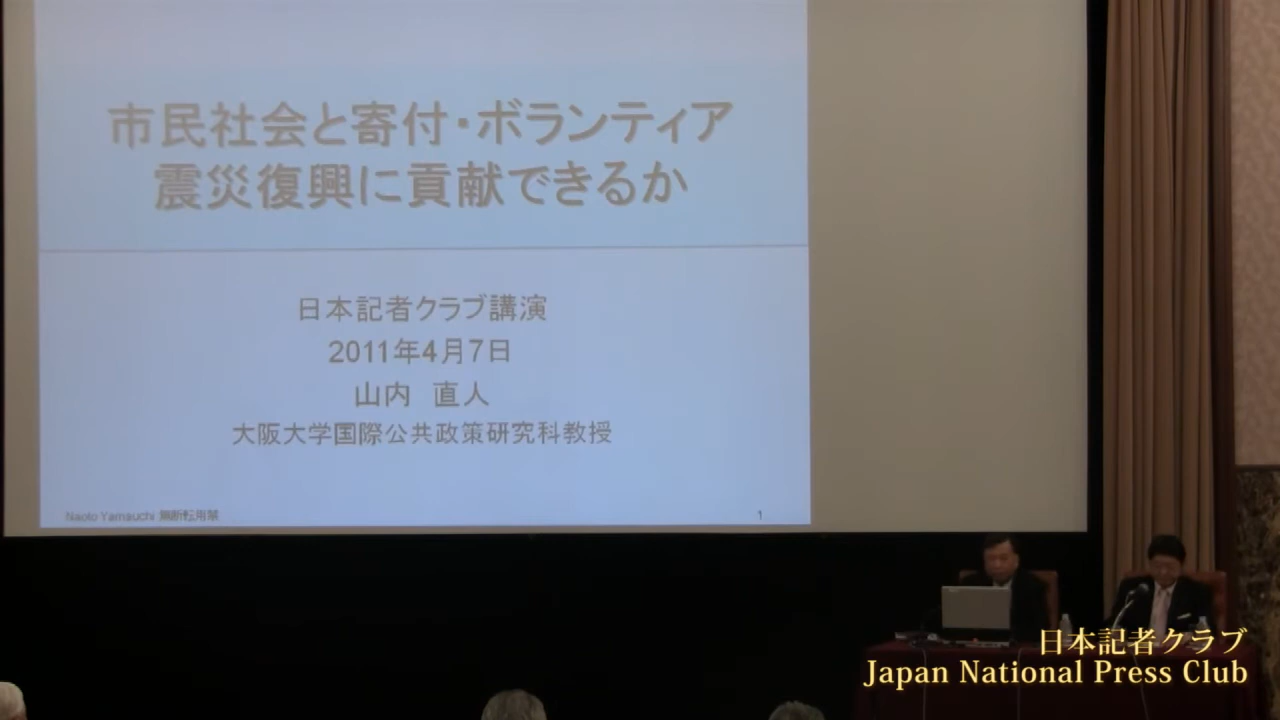 市民社会と寄付・ボランティア
震災復興に貢献できるか
日本記者クラブ講演
2011年4月7日
山内　直人
大阪大学国際公共政策研究科教授
Naoto Yamauchi 無断転用禁
1
日本記者クラブ
Japan National Press Club